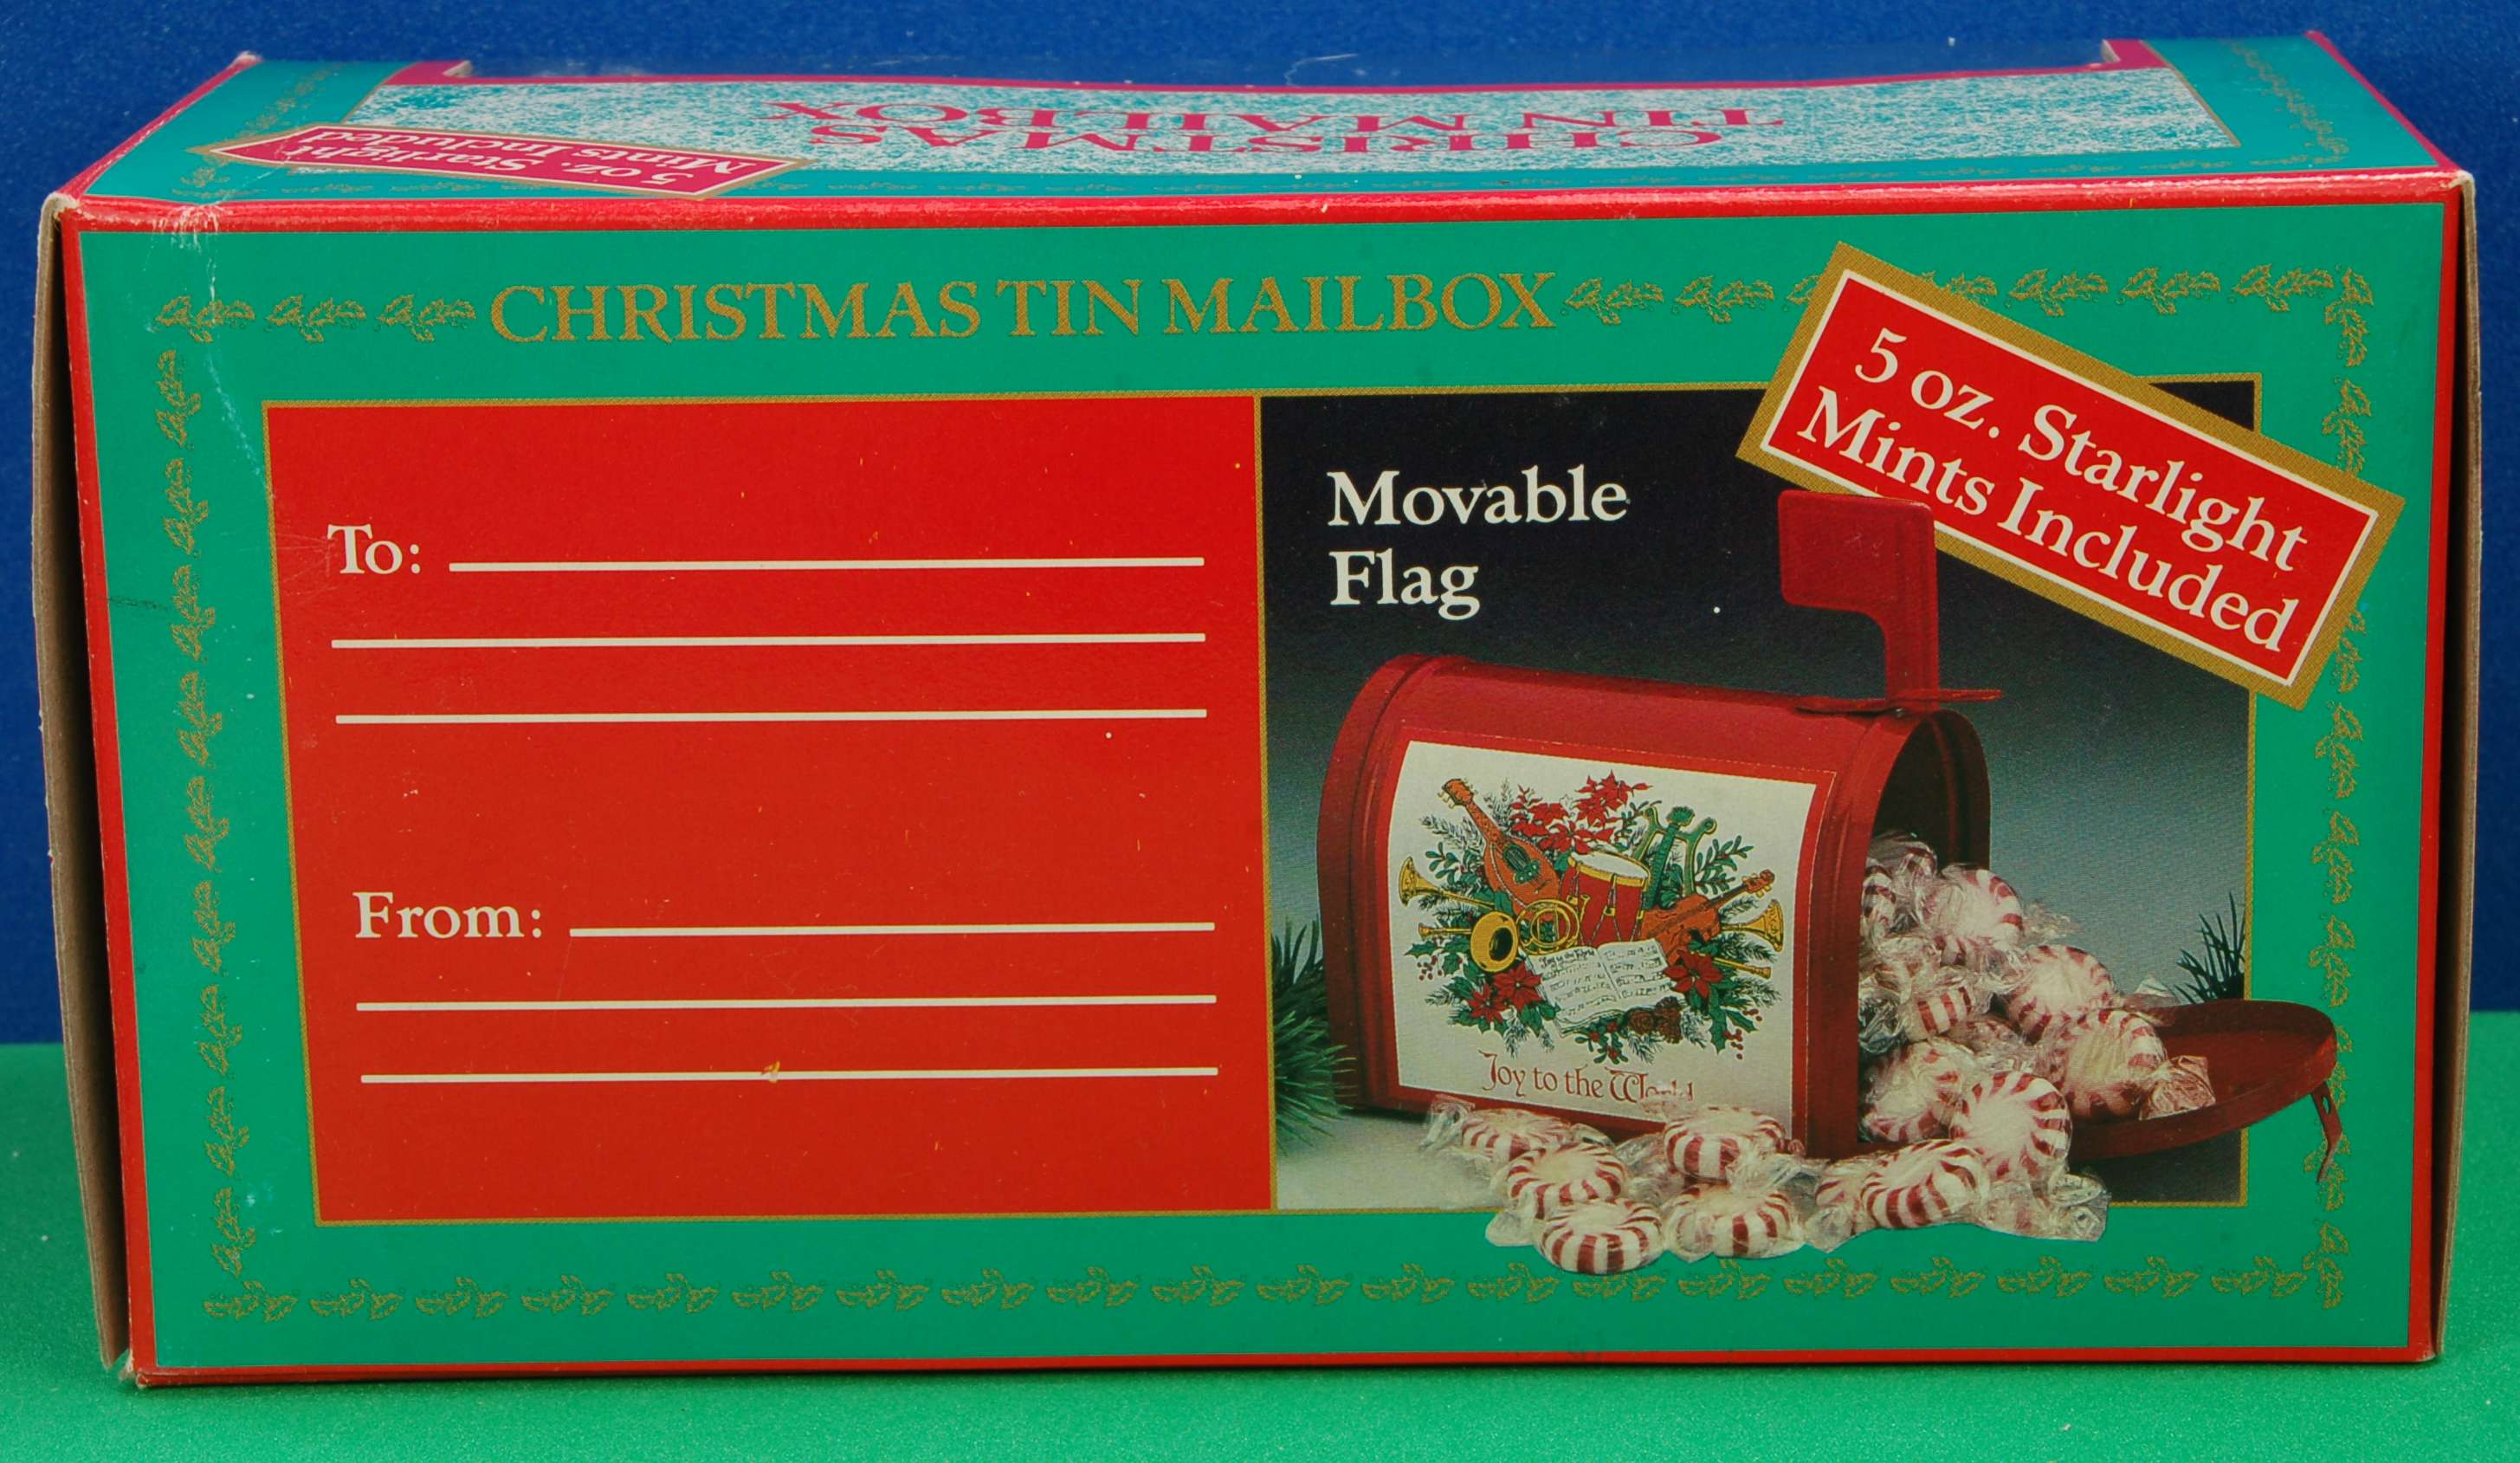 CHRISTMAS
TIN MAILBOX
5 oz. Starlight
Mints Included
CHRISTMAS TIN MAILBOX
5 oz. Starlight
Mints Included
Movable
Flag
To:
From:
Joy to the World